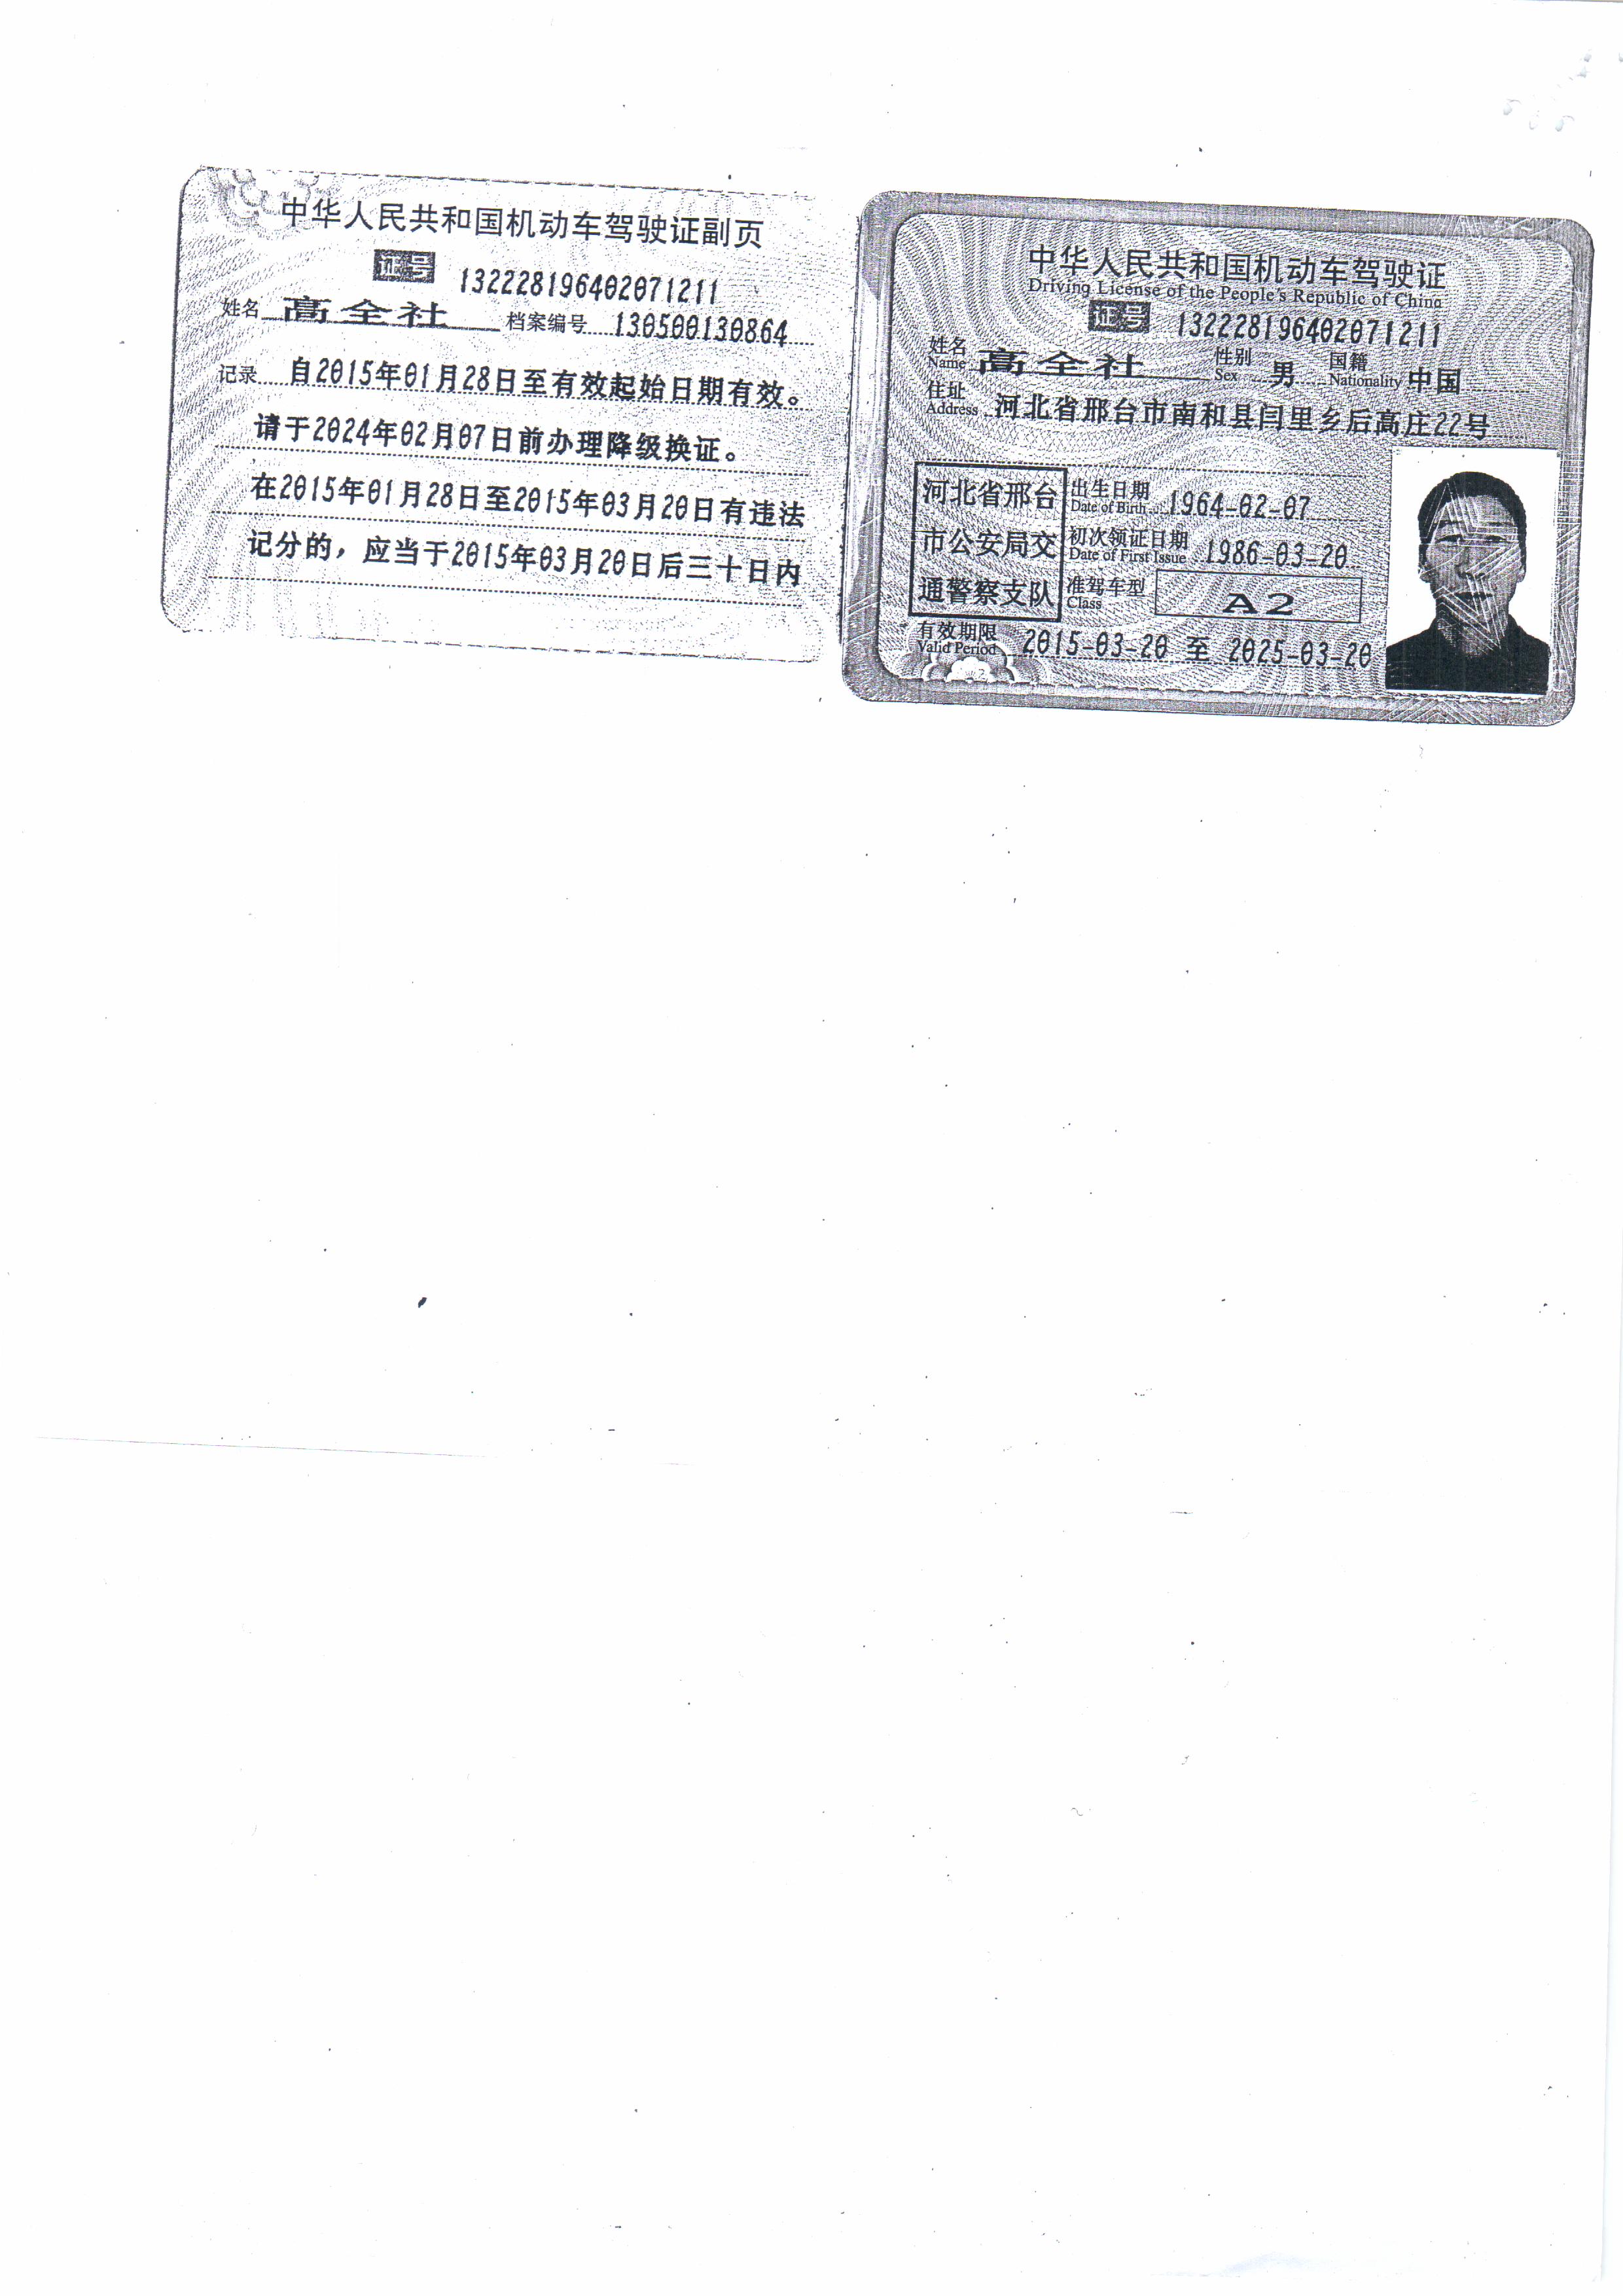 中华人民共和国机动车驾驶证副页
证号 132228196402071211
姓名 高全社 档案编号 130500130864
记录 自2015年01月28日至有效起始日期有效。
请于2024年02月07日前办理降级换证。
在2015年01月28日至2015年03月20日有违法
记分的，应当于2015年03月20日后三十日内
中华人民共和国机动车驾驶证
Driving License of the People's Republic of China
证号 132228196402071211
姓名 高全社 性别 男 国籍 中国
Name Sex Nationality
住址 河北省邢台市南和县闫里乡后高庄22号
Address
河北省邢台
市公安局交
通警察支队
出生日期 1964-02-07
Date of Birth
初次领证日期 1986-03-20
Date of First Issue
准驾车型 A2
Class
有效期限 2015-03-20 至 2025-03-20
Valid Period